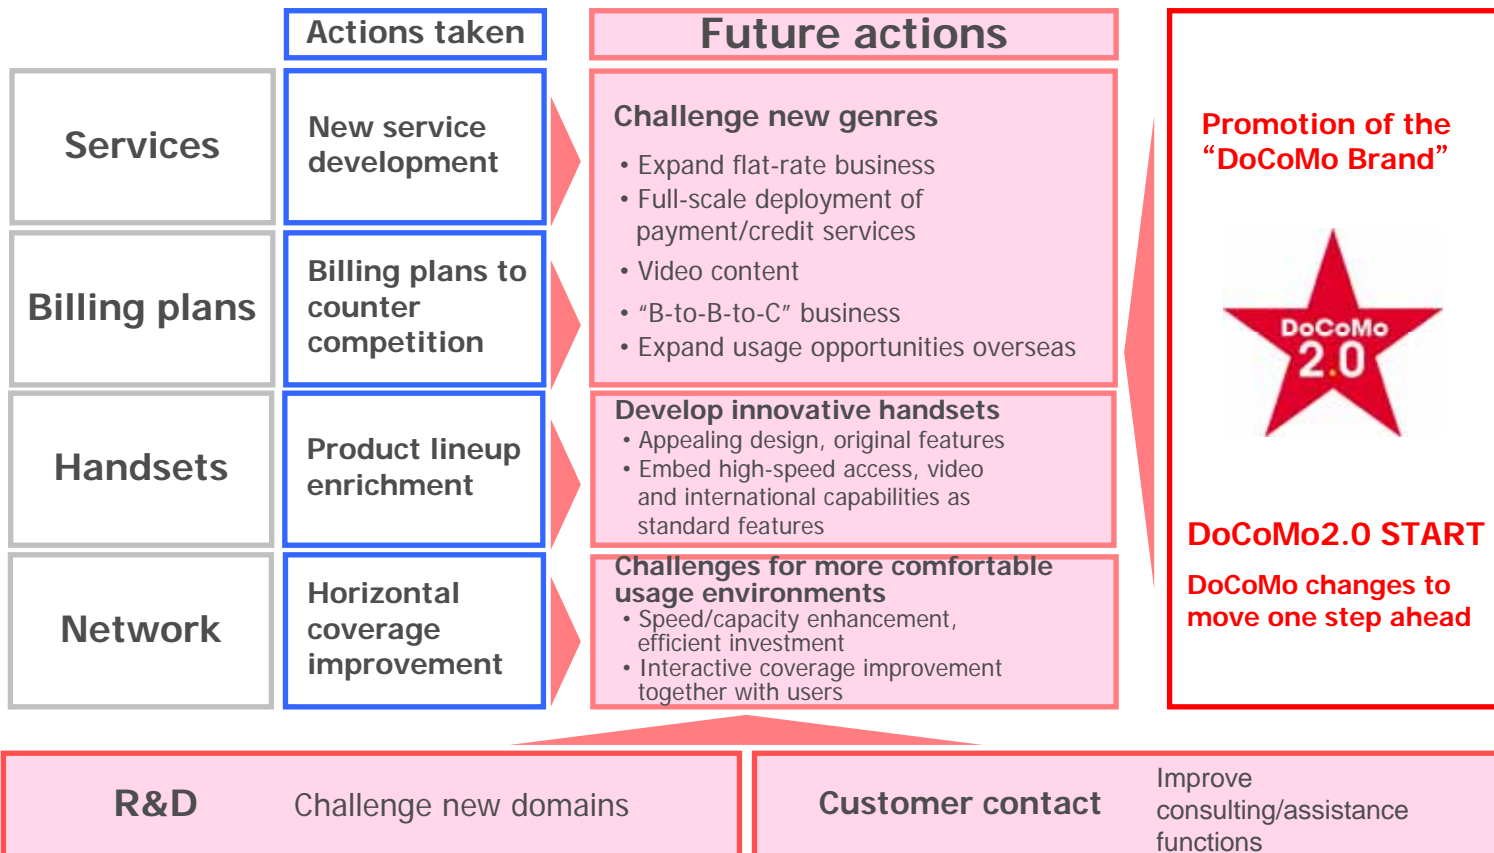 Actions taken
Future actions
Services
New service
development
Billing plans
Billing plans to
counter
competition
Challenge new genres
• Expand flat-rate business
• Full-scale deployment of
payment/credit services
• Video content
• “B-to-B-to-C” business
• Expand usage opportunities overseas
Handsets
Product lineup
enrichment
Develop innovative handsets
• Appealing design, original features
• Embed high-speed access, video
and international capabilities as
standard features
Network
Horizontal
coverage
improvement
Challenges for more comfortable
usage environments
• Speed/capacity enhancement,
efficient investment
• Interactive coverage improvement
together with users
Promotion of the
“DoCoMo Brand”
DoCoMo
2.0
DoCoMo2.0 START
DoCoMo changes to
move one step ahead
R&D
Challenge new domains
Customer contact
Improve
consulting/assistance
functions